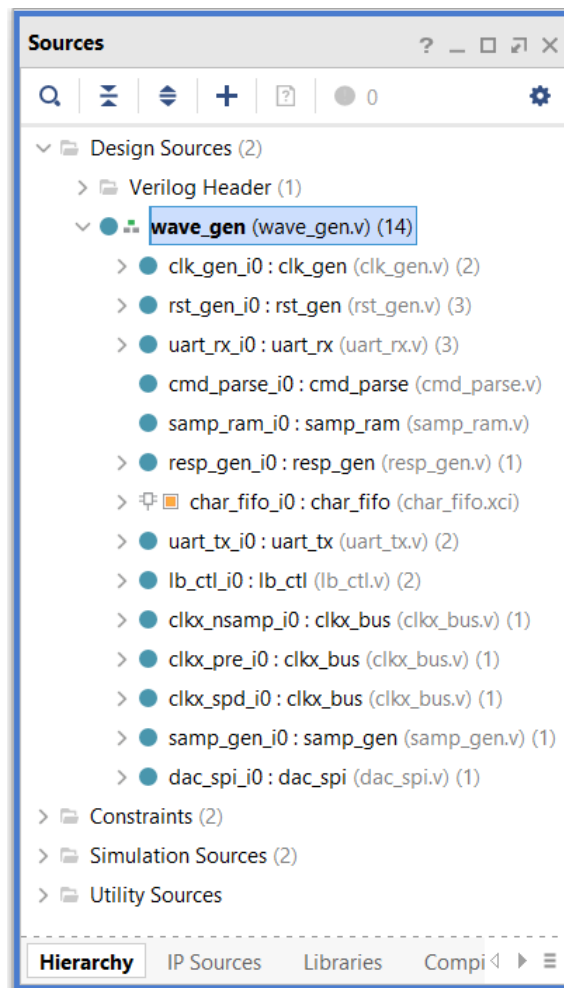 Sources
0
Design Sources (2)
Verilog Header (1)
wave_gen (wave_gen.v) (14)
clk_gen_i0 : clk_gen (clk_gen.v) (2)
rst_gen_i0 : rst_gen (rst_gen.v) (3)
uart_rx_i0 : uart_rx (uart_rx.v) (3)
cmd_parse_i0 : cmd_parse (cmd_parse.v)
samp_ram_i0 : samp_ram (samp_ram.v)
resp_gen_i0 : resp_gen (resp_gen.v) (1)
char_fifo_i0 : char_fifo (char_fifo.xci)
uart_tx_i0 : uart_tx (uart_tx.v) (2)
lb_ctl_i0 : lb_ctl (lb_ctl.v) (2)
clkx_nsamp_i0 : clkx_bus (clkx_bus.v) (1)
clkx_pre_i0 : clkx_bus (clkx_bus.v) (1)
clkx_spd_i0 : clkx_bus (clkx_bus.v) (1)
samp_gen_i0 : samp_gen (samp_gen.v) (1)
dac_spi_i0 : dac_spi (dac_spi.v) (1)
Constraints (2)
Simulation Sources (2)
Utility Sources
Hierarchy IP Sources Libraries Compi